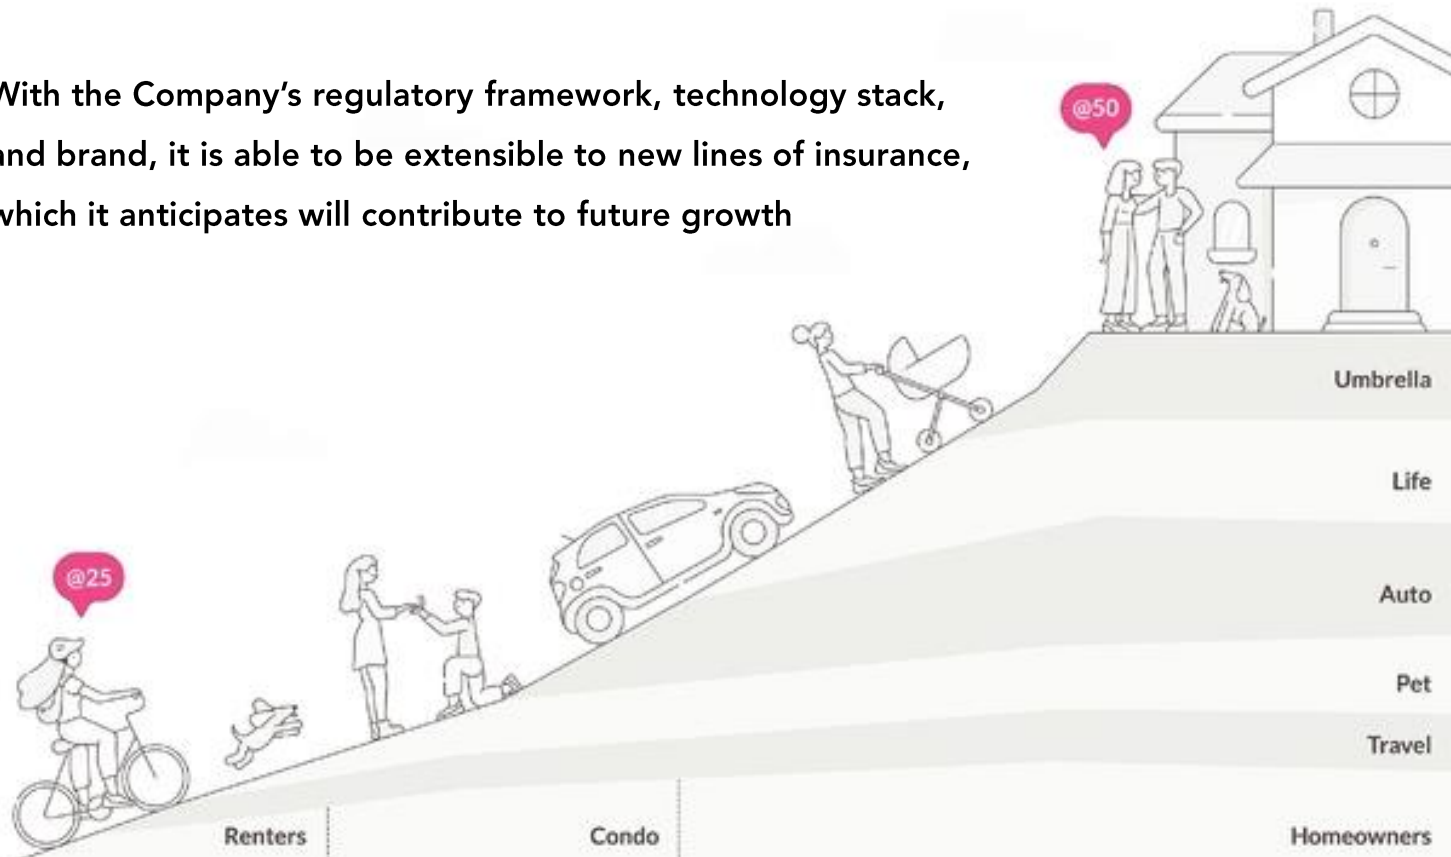 With the Company's regulatory framework, technology stack,
and brand, it is able to be extensible to new lines of insurance,
which it anticipates will contribute to future growth
@50
Umbrella
Life
@25
Auto
Pet
Travel
Renters
Condo
Homeowners